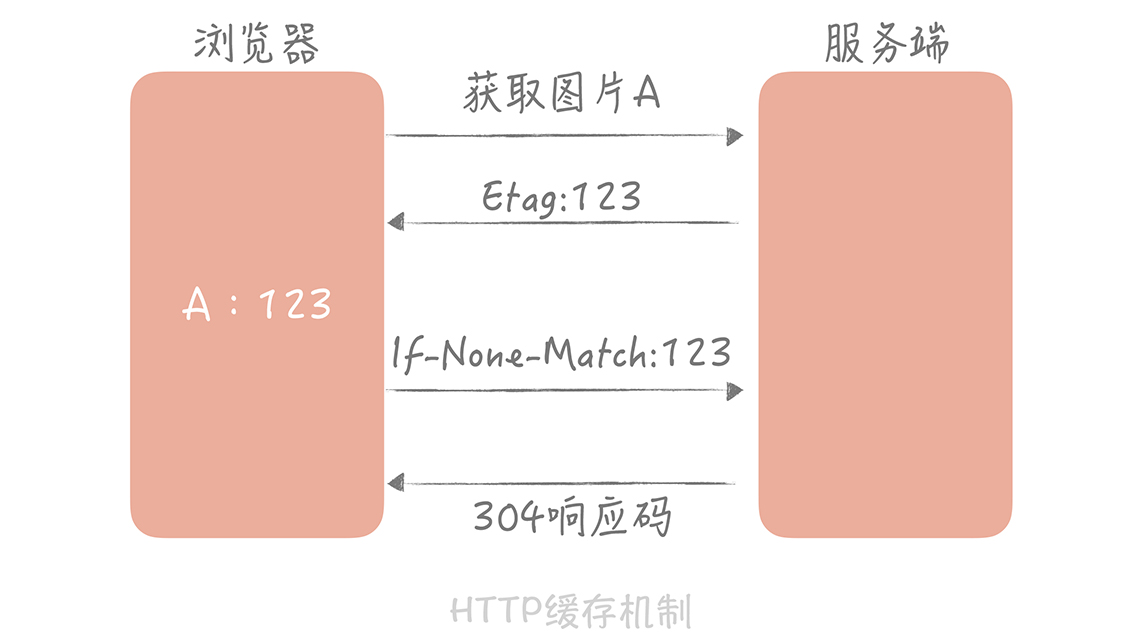 浏览器
服务端
获取图片A
Etag:123
A：123
If-None-Match:123
304响应码
HTTP缓存机制